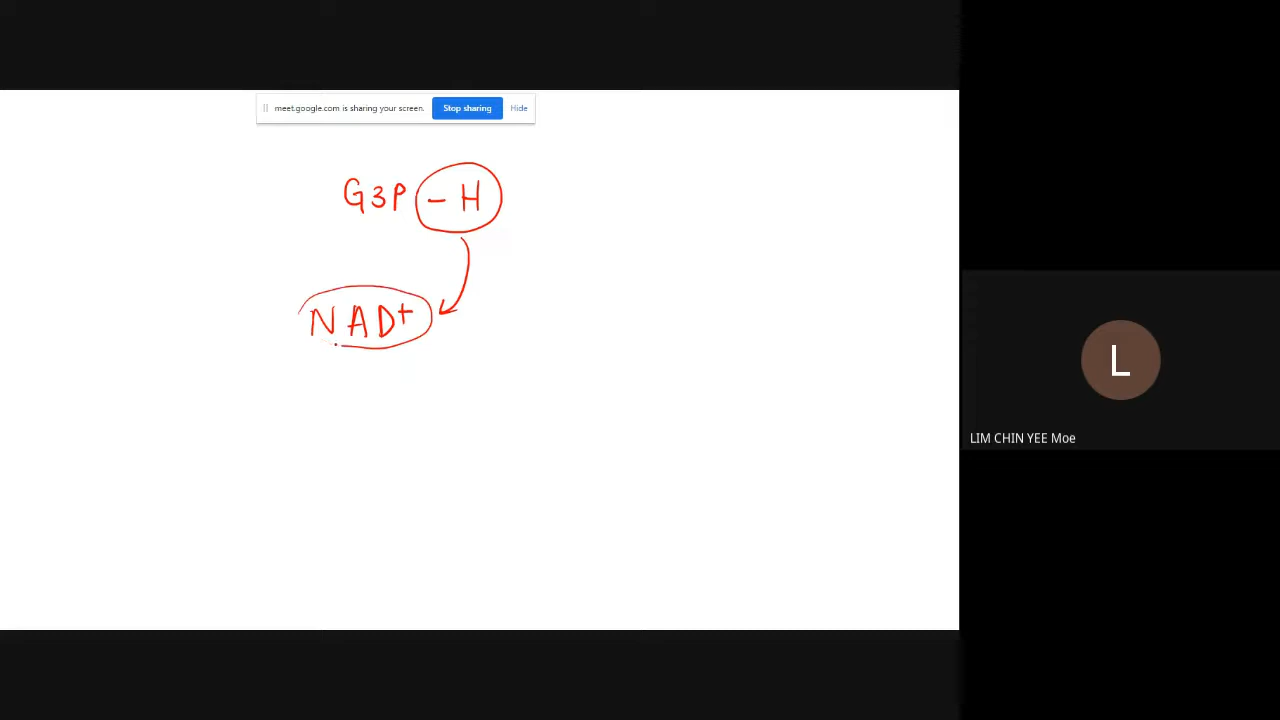 meet.google.com is sharing your screen. Stop sharing Hide
G3P - H
NAD+
L
LIM CHIN YEE Moe